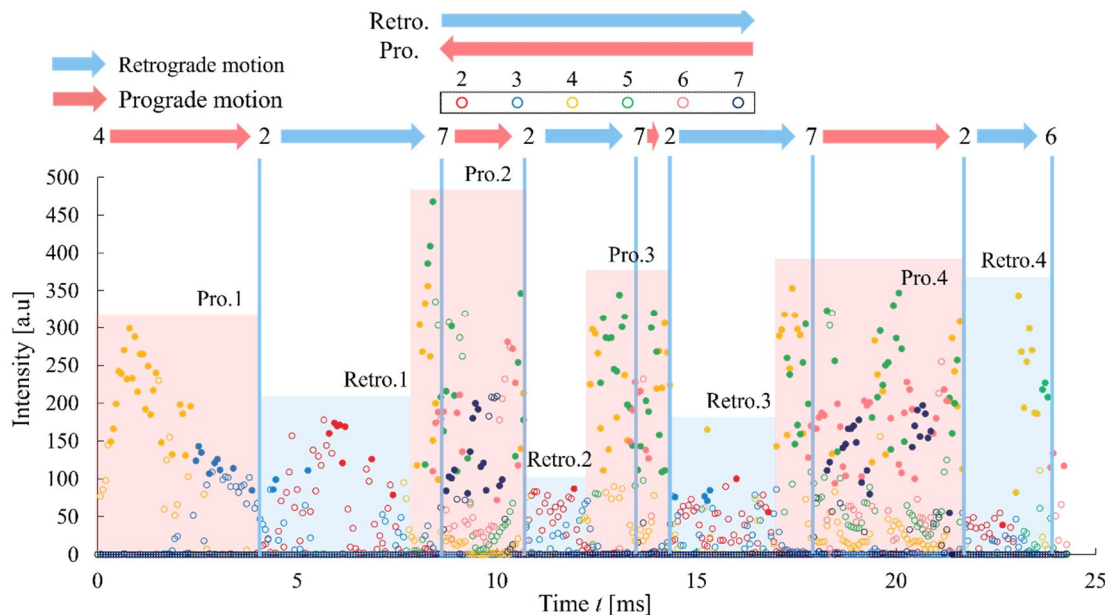 Retro.
Pro.
Retrograde motion
Prograde motion
2 3 4 5 6 7
4 2 7 2 7 2 7 2 6
Pro.1
Retro.1
Pro.2
Retro.2
Pro.3
Retro.3
Pro.4
Retro.4
Intensity [a.u]
500
450
400
350
300
250
200
150
100
50
0
0 5 10 15 20 25
Time t [ms]